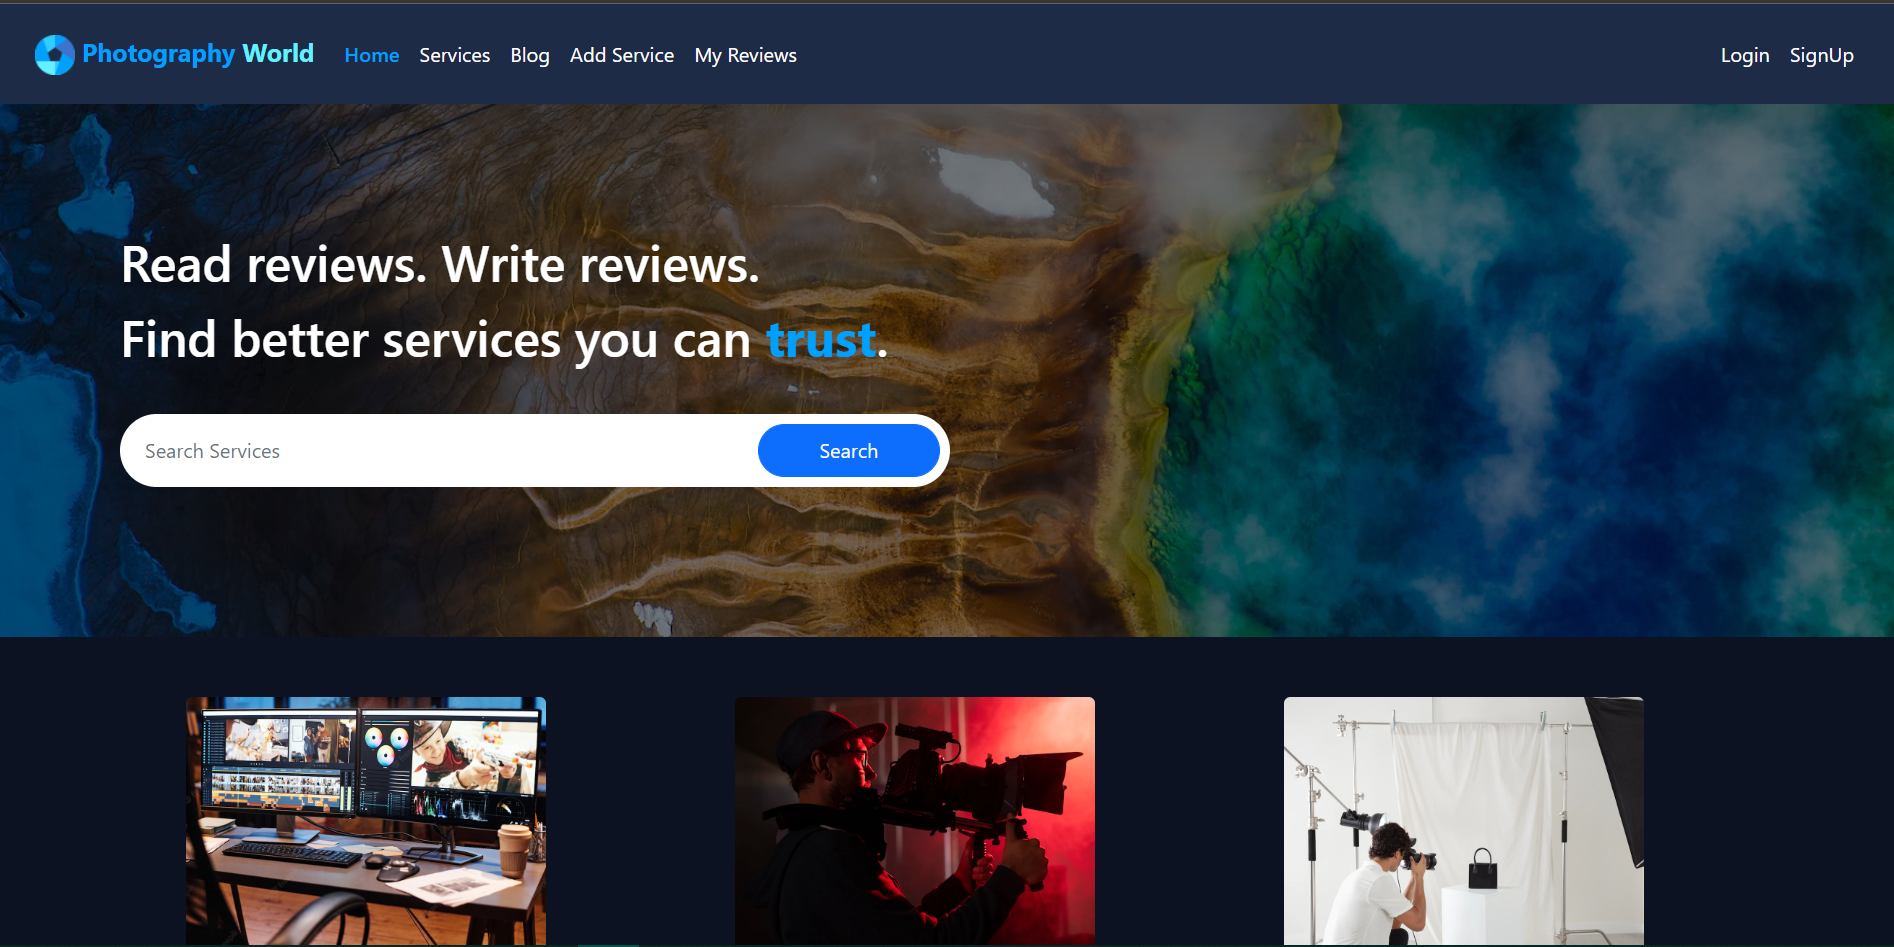 Photography World Home Services Blog Add Service My Reviews Login SignUp
Read reviews. Write reviews.
Find better services you can trust.
Search Services Search